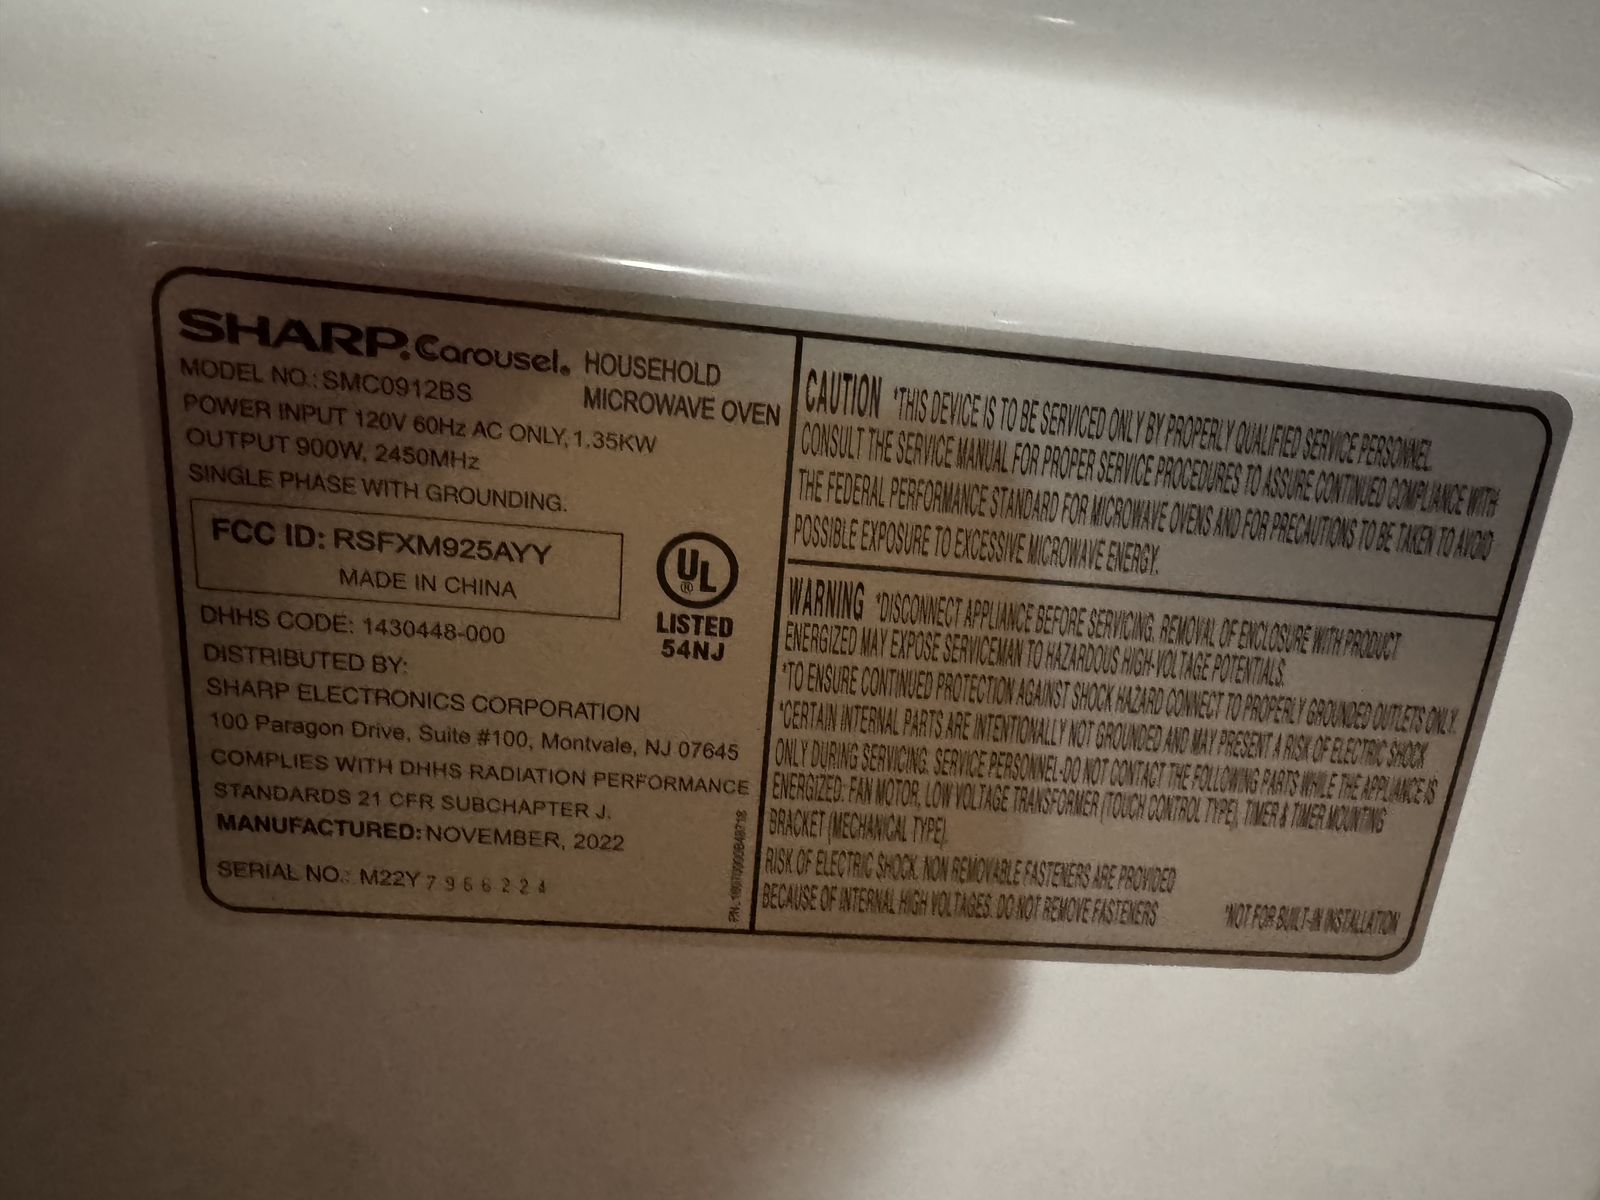 SHARP® Carousel® HOUSEHOLD
MICROWAVE OVEN
MODEL NO.: SMC0912BS
POWER INPUT 120V 60Hz AC ONLY, 1.35KW
OUTPUT 900W, 2450MHz
SINGLE PHASE WITH GROUNDING.
FCC ID: RSFXM925AYY
MADE IN CHINA
UL®
LISTED
54NJ
DHHS CODE: 1430448-000
DISTRIBUTED BY:
SHARP ELECTRONICS CORPORATION
100 Paragon Drive, Suite #100, Montvale, NJ 07645
COMPLIES WITH DHHS RADIATION PERFORMANCE
STANDARDS 21 CFR SUBCHAPTER J.
MANUFACTURED: NOVEMBER, 2022
SERIAL NO.: M22Y 7966224
CAUTION *THIS DEVICE IS TO BE SERVICED ONLY BY PROPERLY QUALIFIED SERVICE PERSONNEL.
CONSULT THE SERVICE MANUAL FOR PROPER SERVICE PROCEDURES TO ASSURE CONTINUED COMPLIANCE WITH
THE FEDERAL PERFORMANCE STANDARD FOR MICROWAVE OVENS AND FOR PRECAUTIONS TO BE TAKEN TO AVOID
POSSIBLE EXPOSURE TO EXCESSIVE MICROWAVE ENERGY.
WARNING *DISCONNECT APPLIANCE BEFORE SERVICING. REMOVAL OF ENCLOSURE WITH PRODUCT
ENERGIZED MAY EXPOSE SERVICEMAN TO HAZARDOUS HIGH-VOLTAGE POTENTIALS.
*TO ENSURE CONTINUED PROTECTION AGAINST SHOCK HAZARD CONNECT TO PROPERLY GROUNDED OUTLETS ONLY.
*CERTAIN INTERNAL PARTS ARE INTENTIONALLY NOT GROUNDED AND MAY PRESENT A RISK OF ELECTRIC SHOCK
ONLY DURING SERVICING. SERVICE PERSONNEL-DO NOT CONTACT THE FOLLOWING PARTS WHILE THE APPLIANCE IS
ENERGIZED: FAN MOTOR, LOW VOLTAGE TRANSFORMER (TOUCH CONTROL TYPE), TIMER & TIMER MOUNTING
BRACKET (MECHANICAL TYPE).
RISK OF ELECTRIC SHOCK. NON REMOVABLE FASTENERS ARE PROVIDED
BECAUSE OF INTERNAL HIGH VOLTAGES. DO NOT REMOVE FASTENERS
*NOT FOR BUILT-IN INSTALLATION